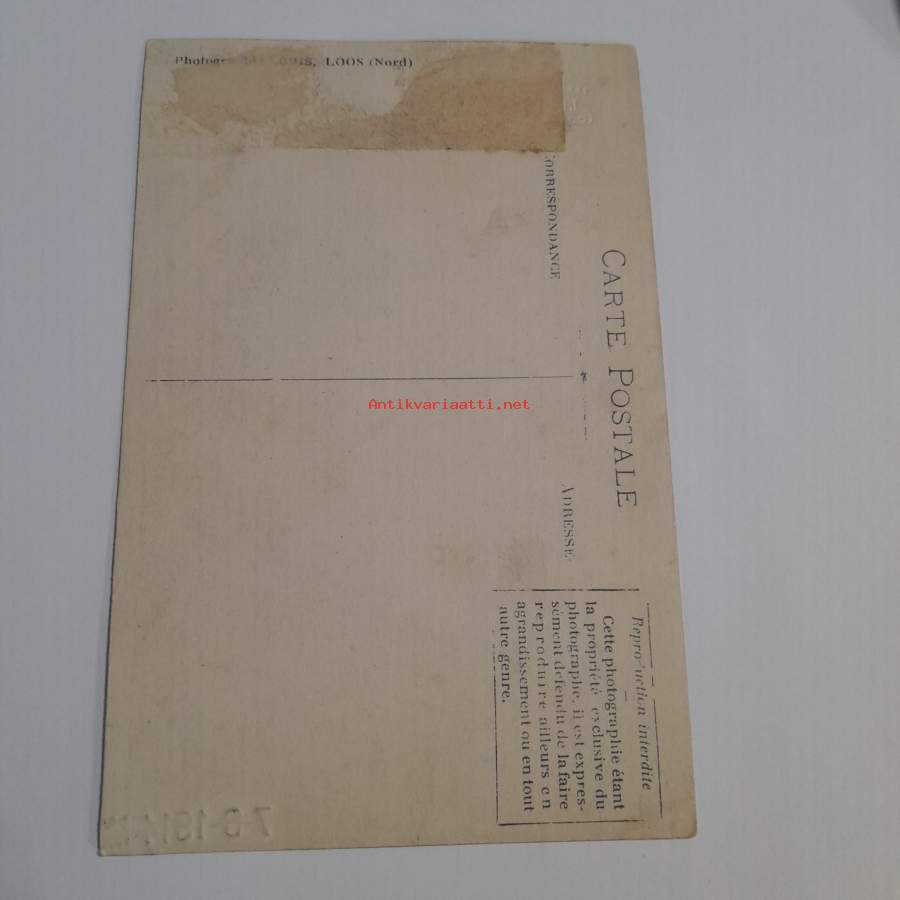 CARTE POSTALE
CORRESPONDANCE
ADRESSE
Reproduction interdite
Cette photographie étant
la propriété exclusive du
photographe, il est expres-
sément défendu de la faire
reproduire ailleurs en
agrandissement ou en tout
autre genre.
LOOS (Nord)
Antikvariaatti.net